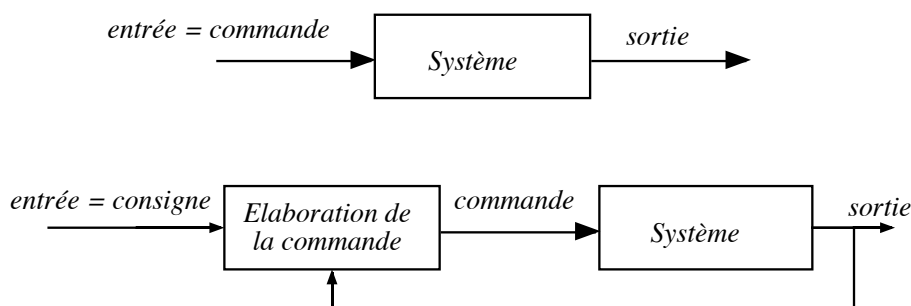 entrée = commande
Système
sortie
entrée = consigne
Elaboration de
la commande
commande
Système
sortie